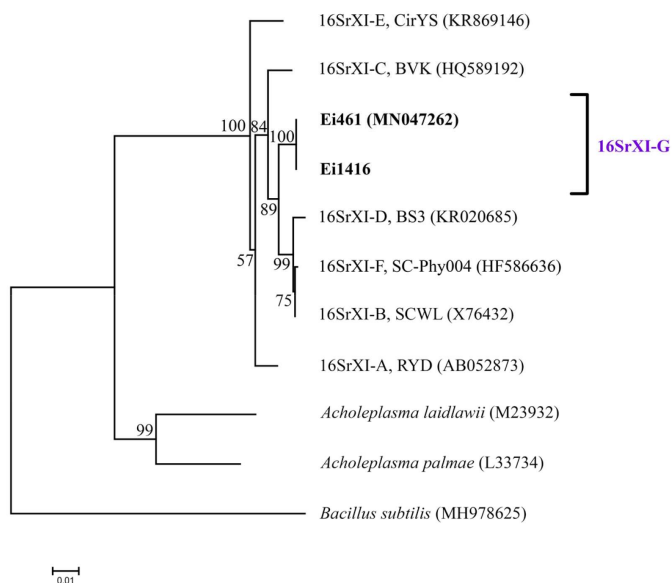 16SrXI-E, CirYS (KR869146)
16SrXI-C, BVK (HQ589192)
100 84 100
Ei461 (MN047262)
16SrXI-G
Ei1416
89
16SrXI-D, BS3 (KR020685)
57 99
16SrXI-F, SC-Phy004 (HF586636)
75
16SrXI-B, SCWL (X76432)
16SrXI-A, RYD (AB052873)
Acholeplasma laidlawii (M23932)
99
Acholeplasma palmae (L33734)
Bacillus subtilis (MH978625)
0.01